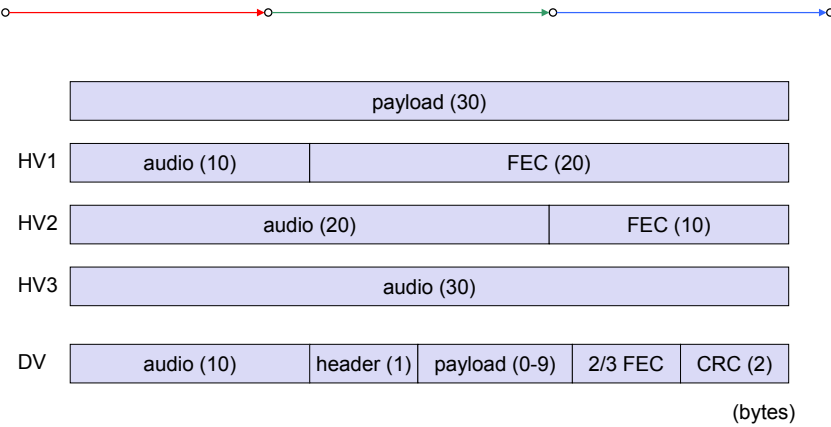 payload (30)
HV1 audio (10) FEC (20)
HV2 audio (20) FEC (10)
HV3 audio (30)
DV audio (10) header (1) payload (0-9) 2/3 FEC CRC (2)
(bytes)